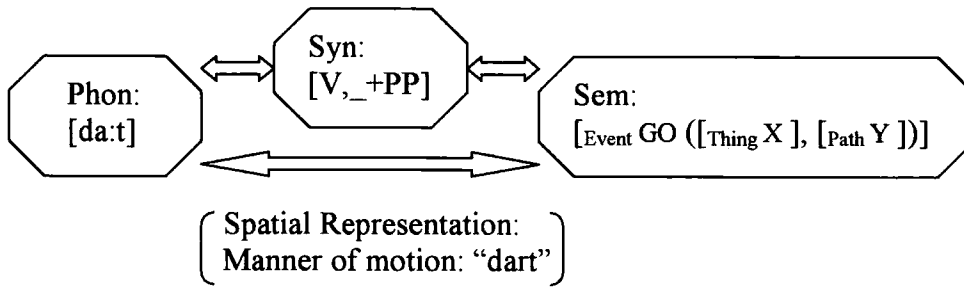 Syn:
[V,_+PP]
Phon:
[da:t]
Sem:
[Event GO ([Thing X ], [Path Y ])]
Spatial Representation:
Manner of motion: “dart”